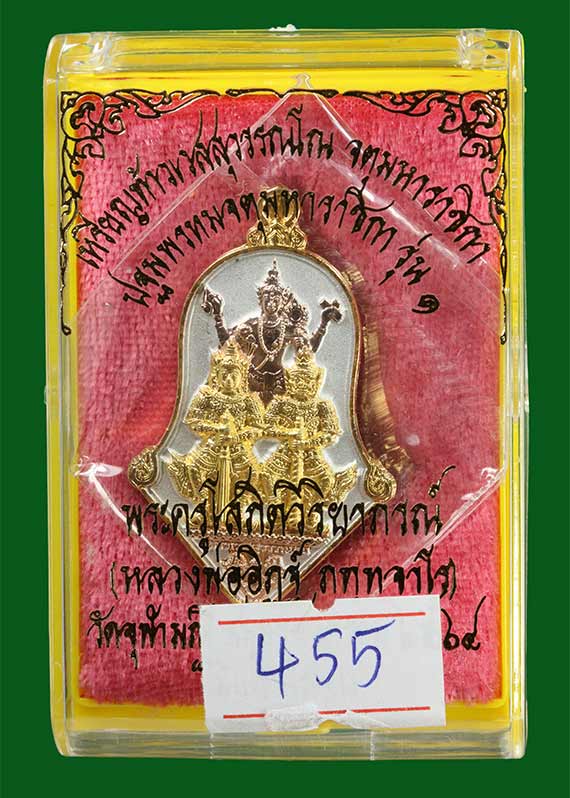 เหรียญท้าวเวสสุวรรณโณ จตุมหาราชิกา
ปฐมพรหมจตุมหาราชิกา รุ่น ๑
พระครูโสภิตวิริยาภรณ์
(หลวงพ่ออิฏฐ์ ภททจาโร)
วัดจุฬามณี
455